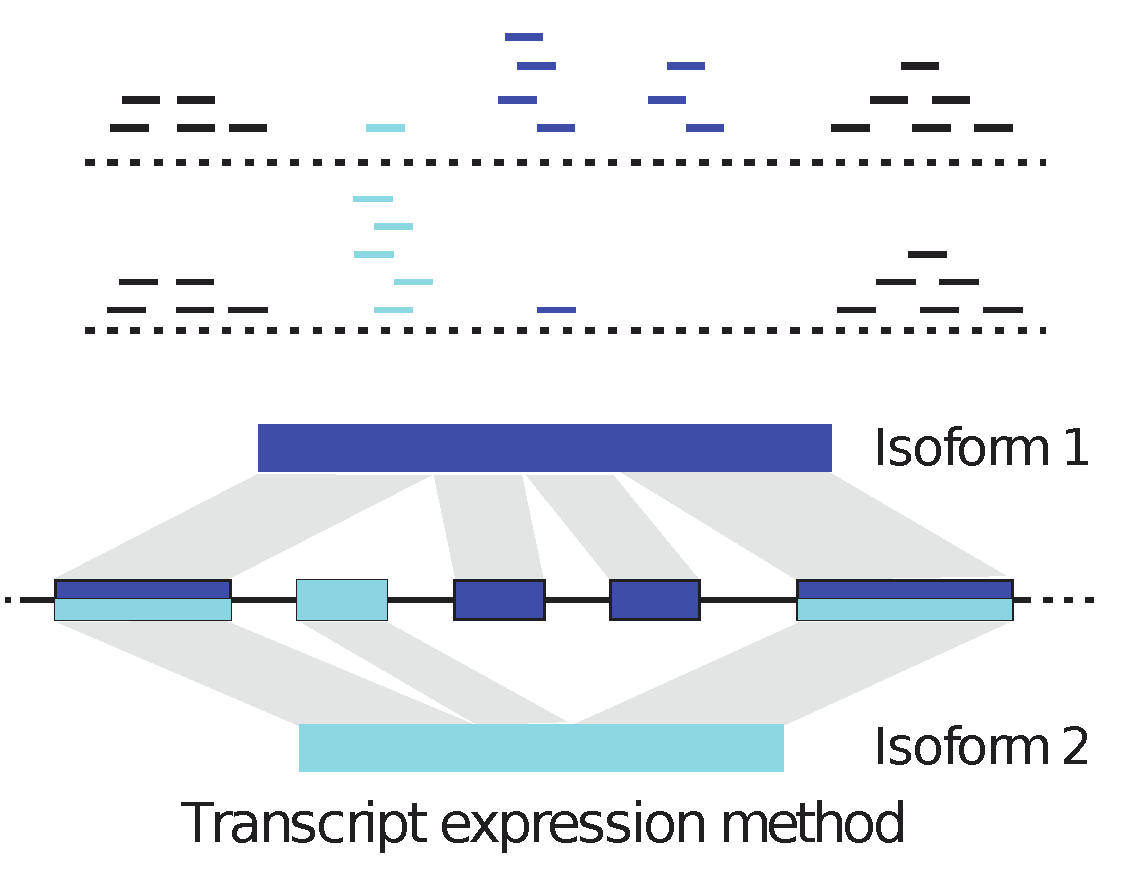 Isoform 1
Isoform 2
Transcript expression method